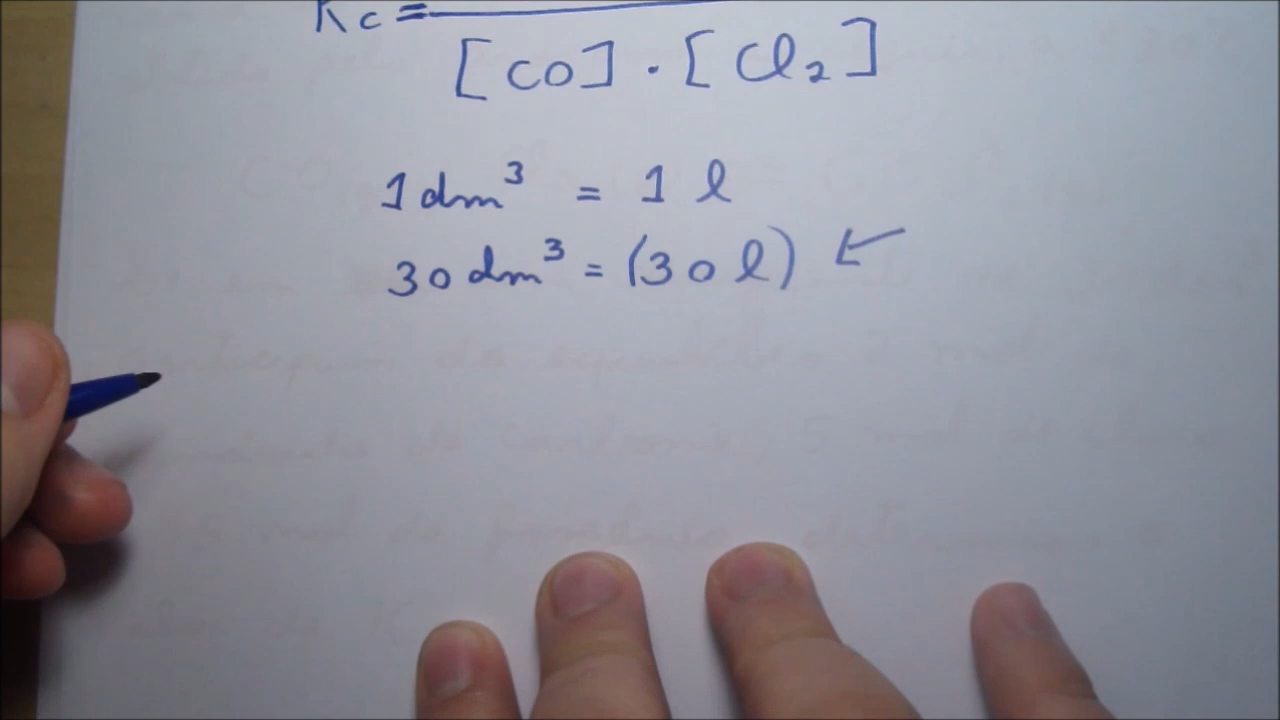 Kc =
[CO] · [Cl₂]
1 dm³ = 1 l
30 dm³ = (30 l) ↙